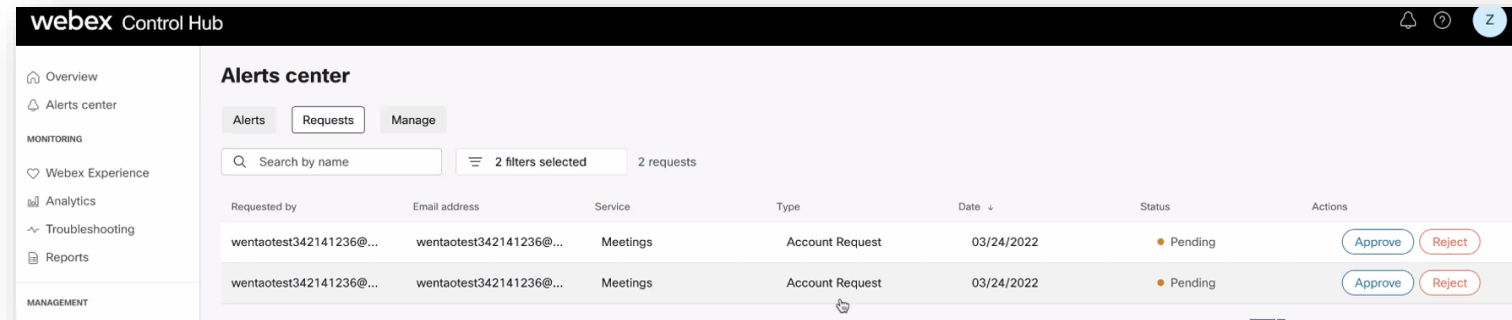 webex Control Hub
Z
Overview
Alerts center
MONITORING
Webex Experience
Analytics
Troubleshooting
Reports
MANAGEMENT
Alerts center
Alerts Requests Manage
Search by name 2 filters selected 2 requests
Requested by Email address Service Type Date ↓ Status Actions
wentaotest342141236@... wentaotest342141236@... Meetings Account Request 03/24/2022 Pending Approve Reject
wentaotest342141236@... wentaotest342141236@... Meetings Account Request 03/24/2022 Pending Approve Reject